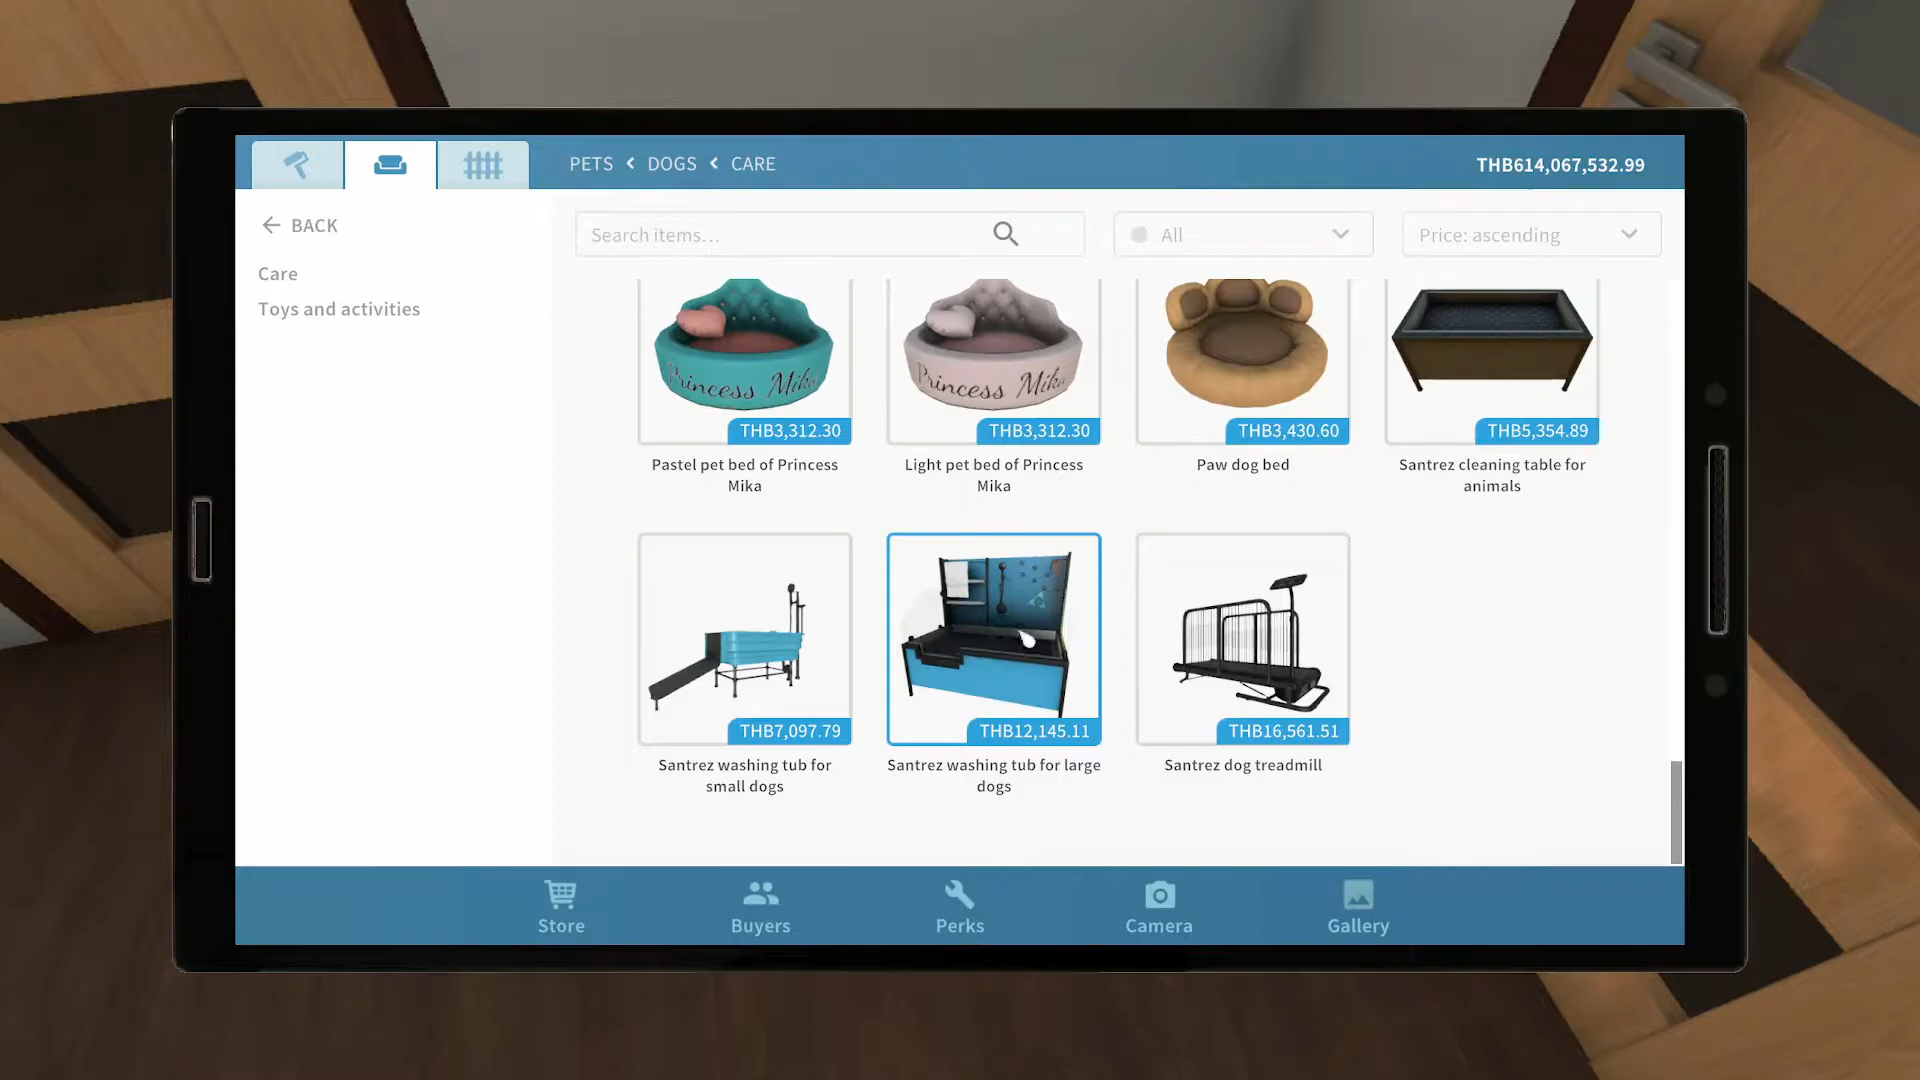 PETS < DOGS < CARE
THB614,067,532.99
BACK
Care
Toys and activities
Search items...
All
Price: ascending
Princess Mika
Princess Mika
THB3,312.30
THB3,312.30
THB3,430.60
THB5,354.89
Pastel pet bed of Princess
Mika
Light pet bed of Princess
Mika
Paw dog bed
Santrez cleaning table for
animals
THB7,097.79
THB12,145.11
THB16,561.51
Santrez washing tub for
small dogs
Santrez washing tub for large
dogs
Santrez dog treadmill
Store
Buyers
Perks
Camera
Gallery